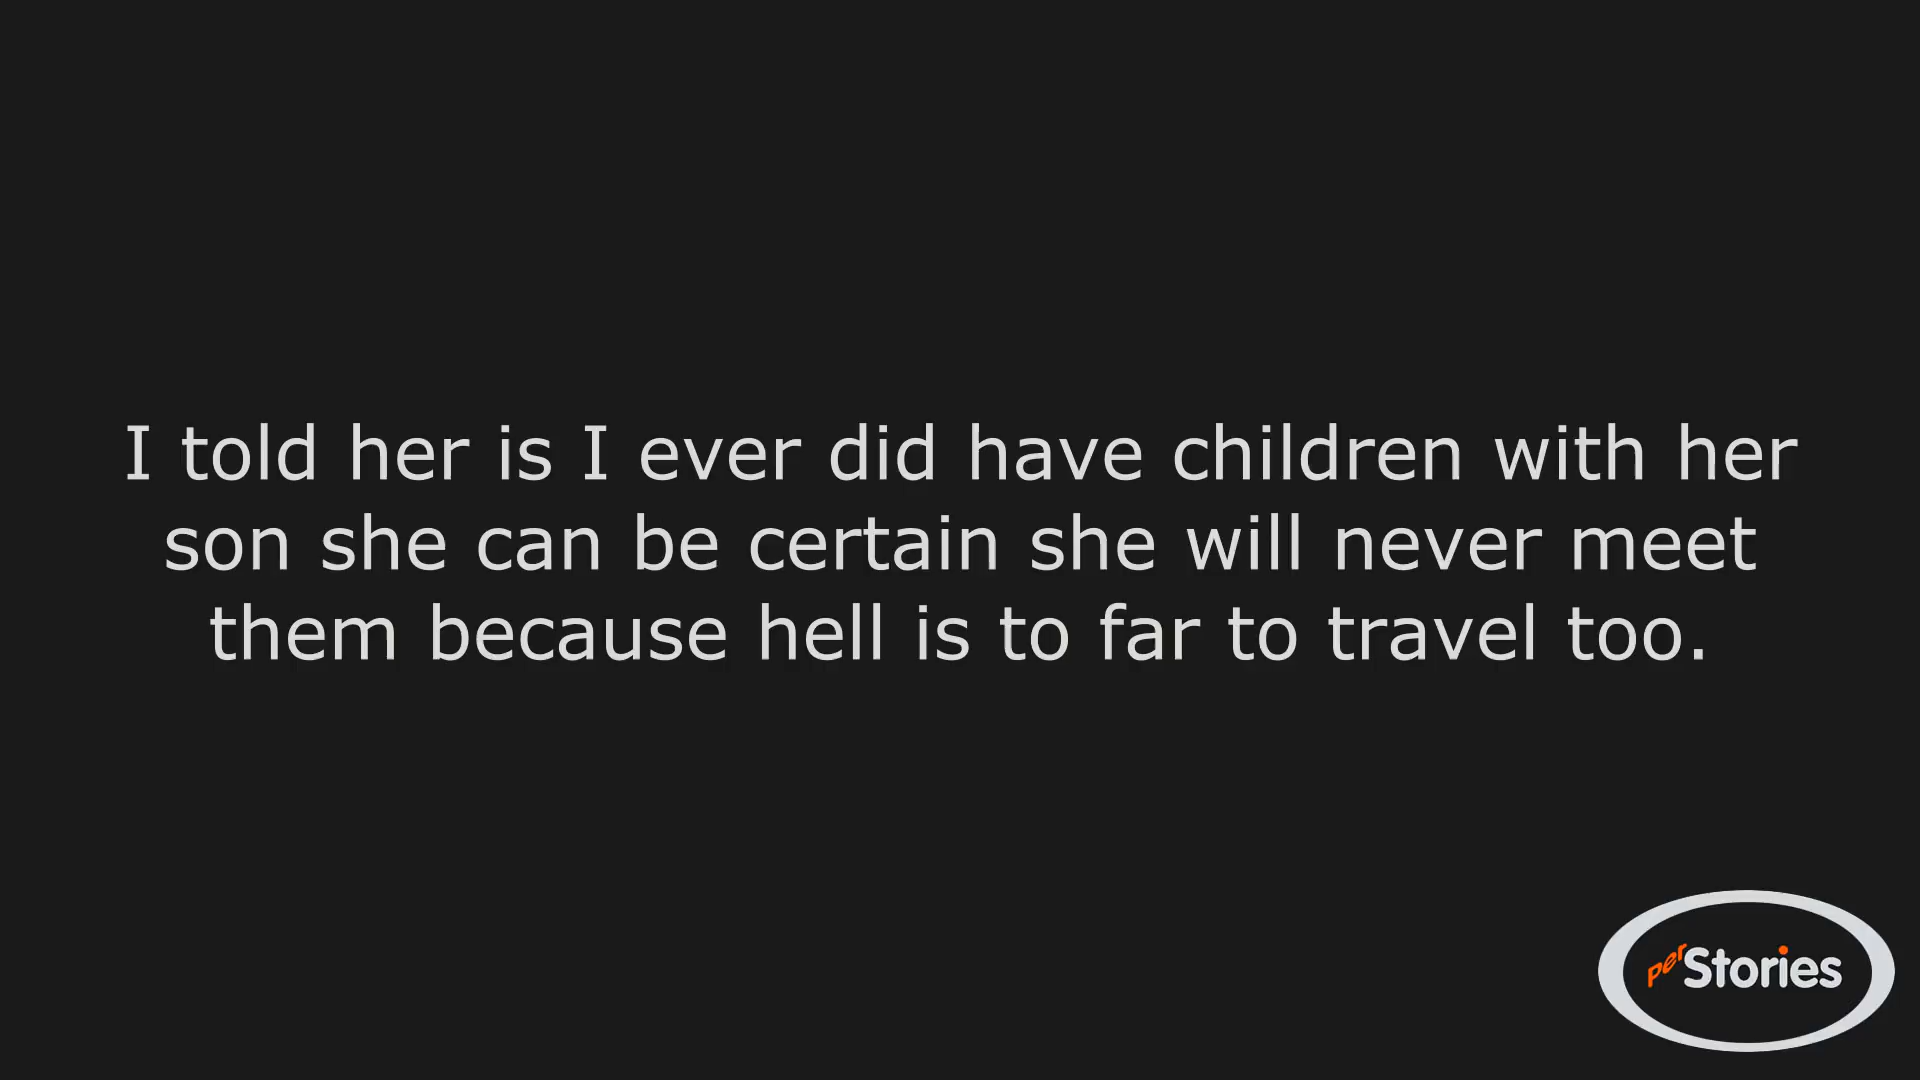 I told her is I ever did have children with her
son she can be certain she will never meet
them because hell is to far to travel too.
perStories